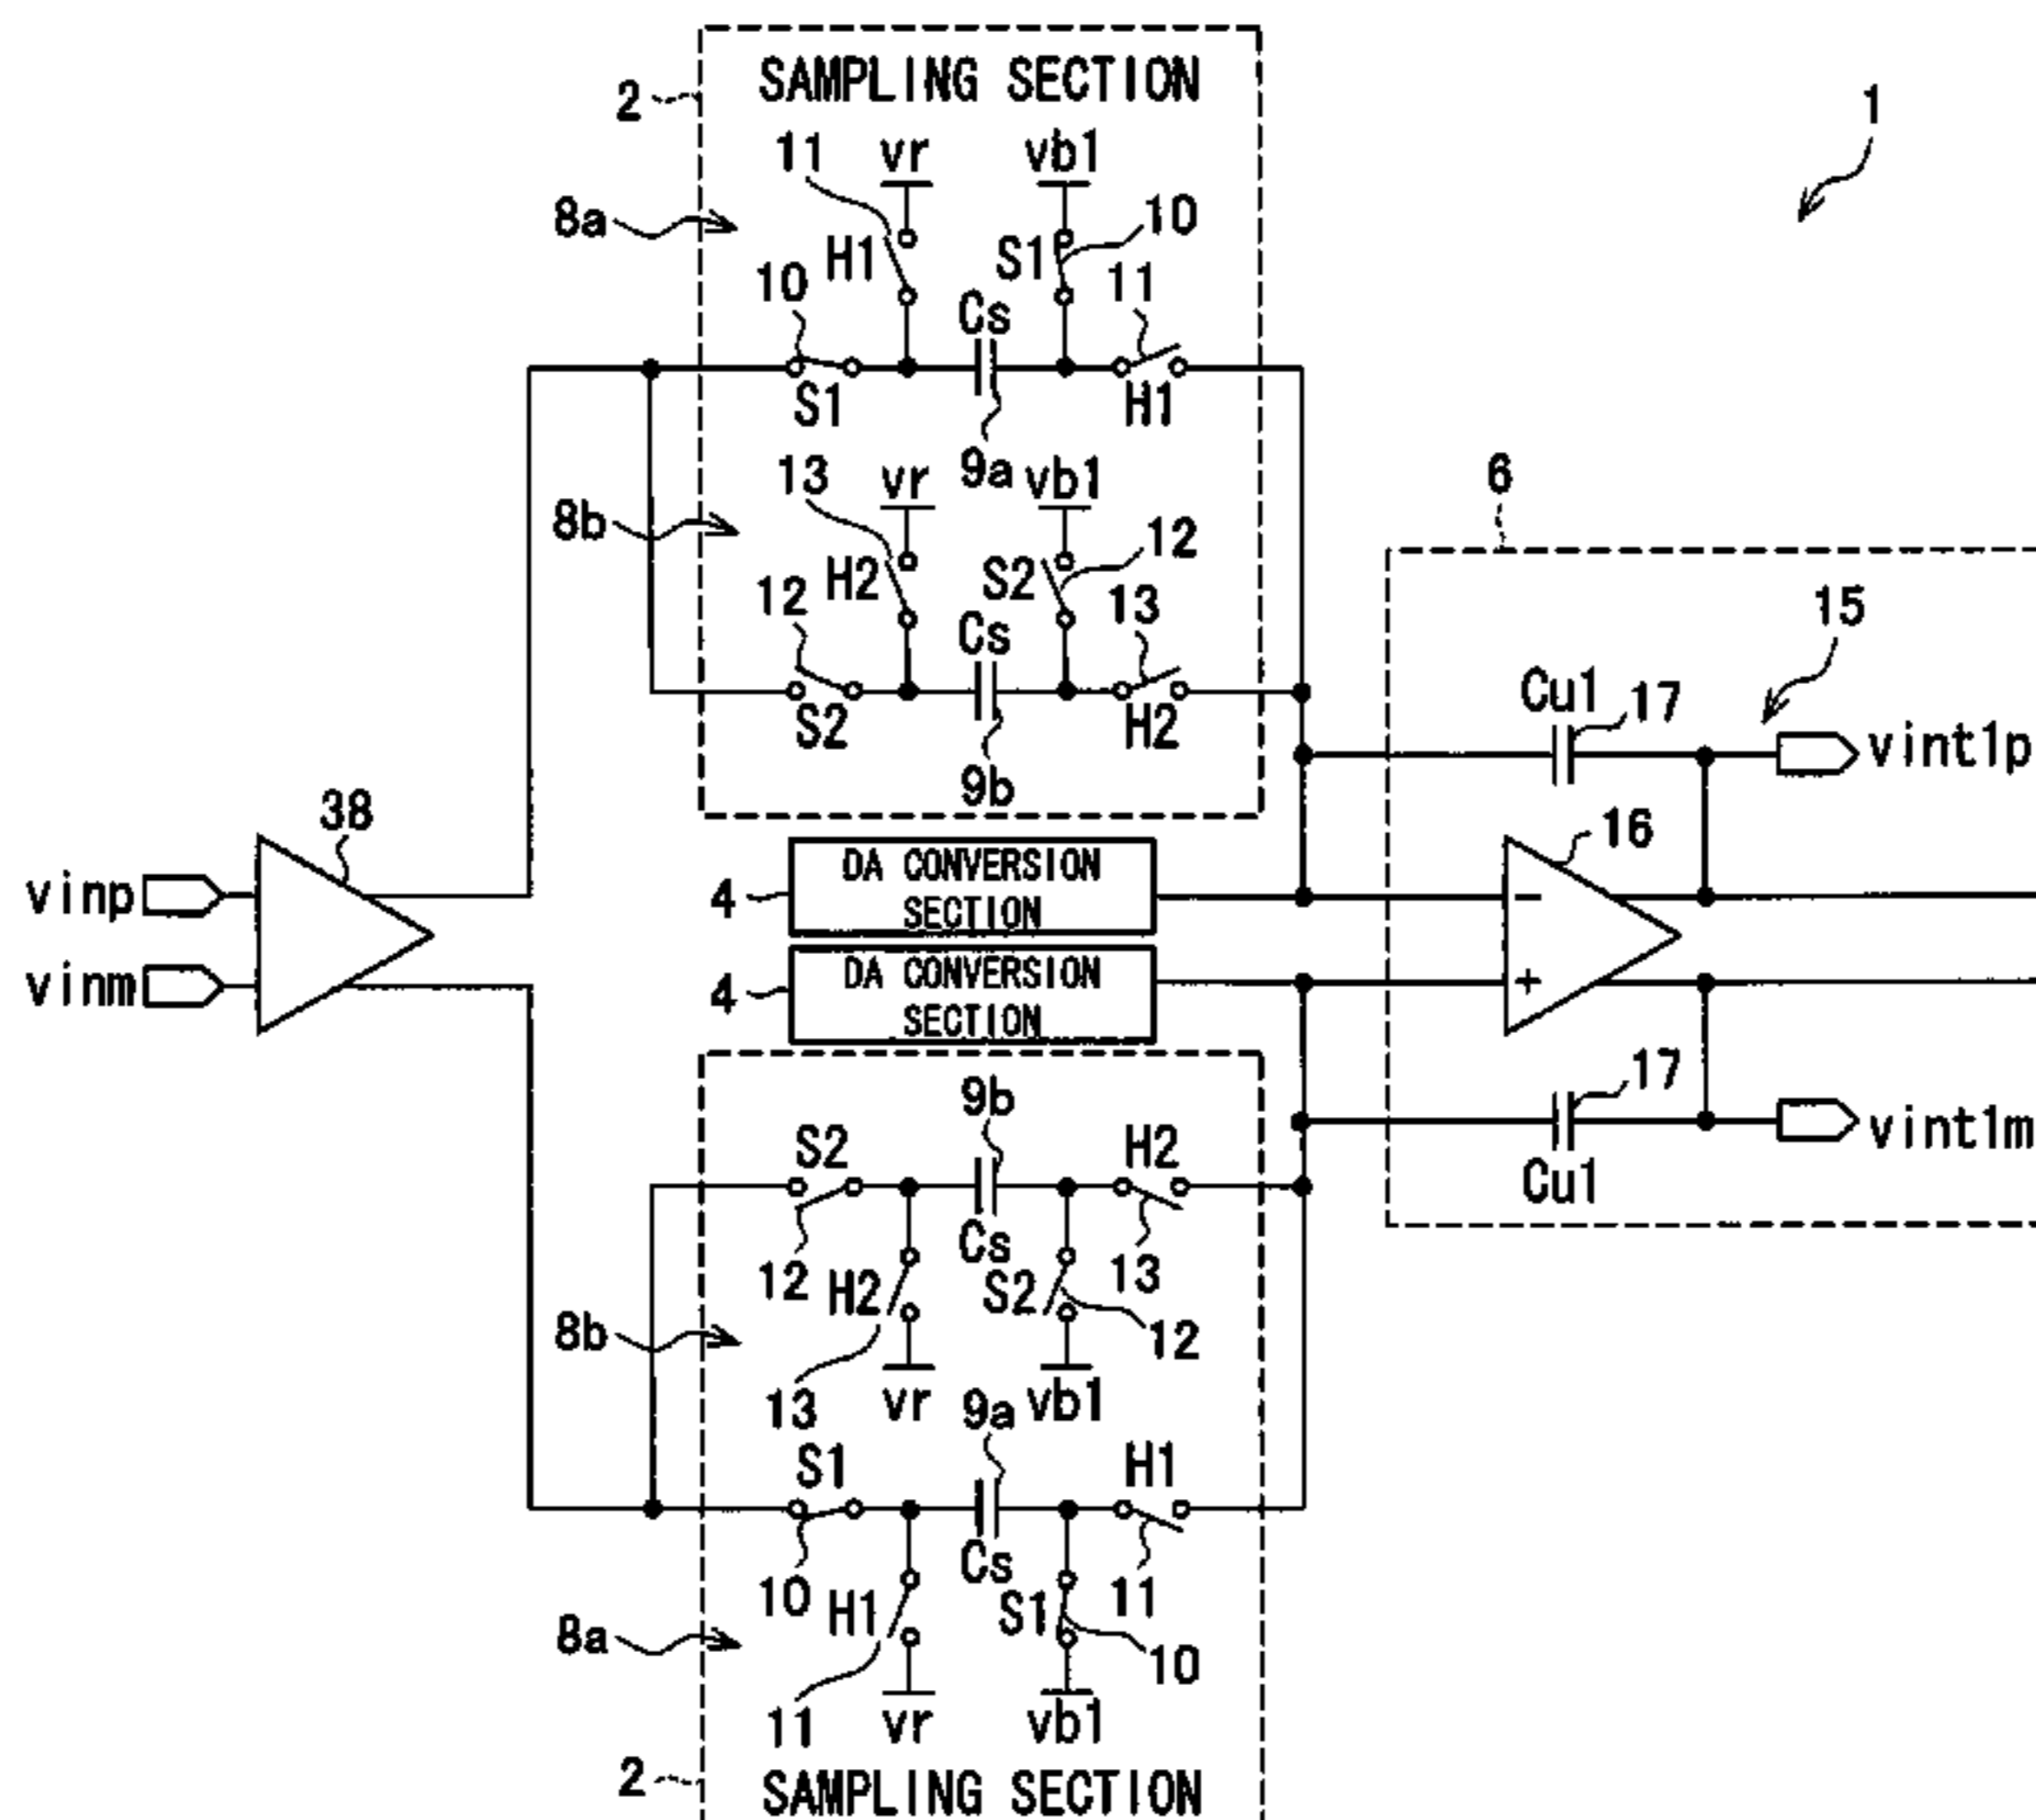 SAMPLING SECTION
2
1
11 vr vb1
8a
H1 S1 10
10 Cs 11
S1 H1
9a
13 vr vb1
8b
H2 S2 12
12 Cs 13
S2 H2
9b
6
15
Cu1 17
vint1p
38
16
vinp
vinm
4 DA CONVERSION
SECTION
4 DA CONVERSION
SECTION
−
+
17
Cu1
vint1m
9b
S2 H2
Cs
12 H2 S2 13
8b 12
13 vr 9a vb1
S1 H1
Cs
10 H1 S1 11
8a 10
11 vr vb1
2
SAMPLING SECTION